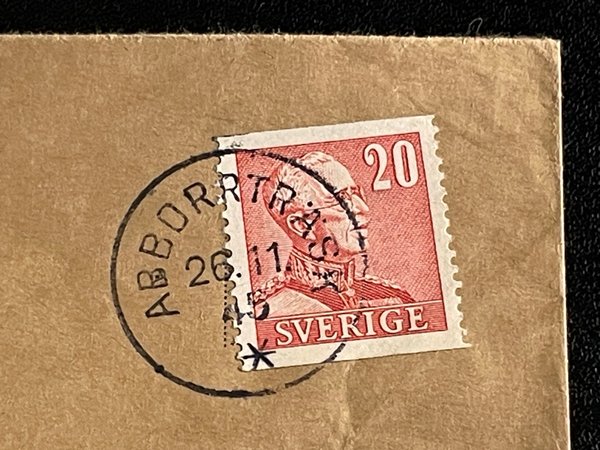 20
ABBORRTRÄSK
26.11.
45
SVERIGE